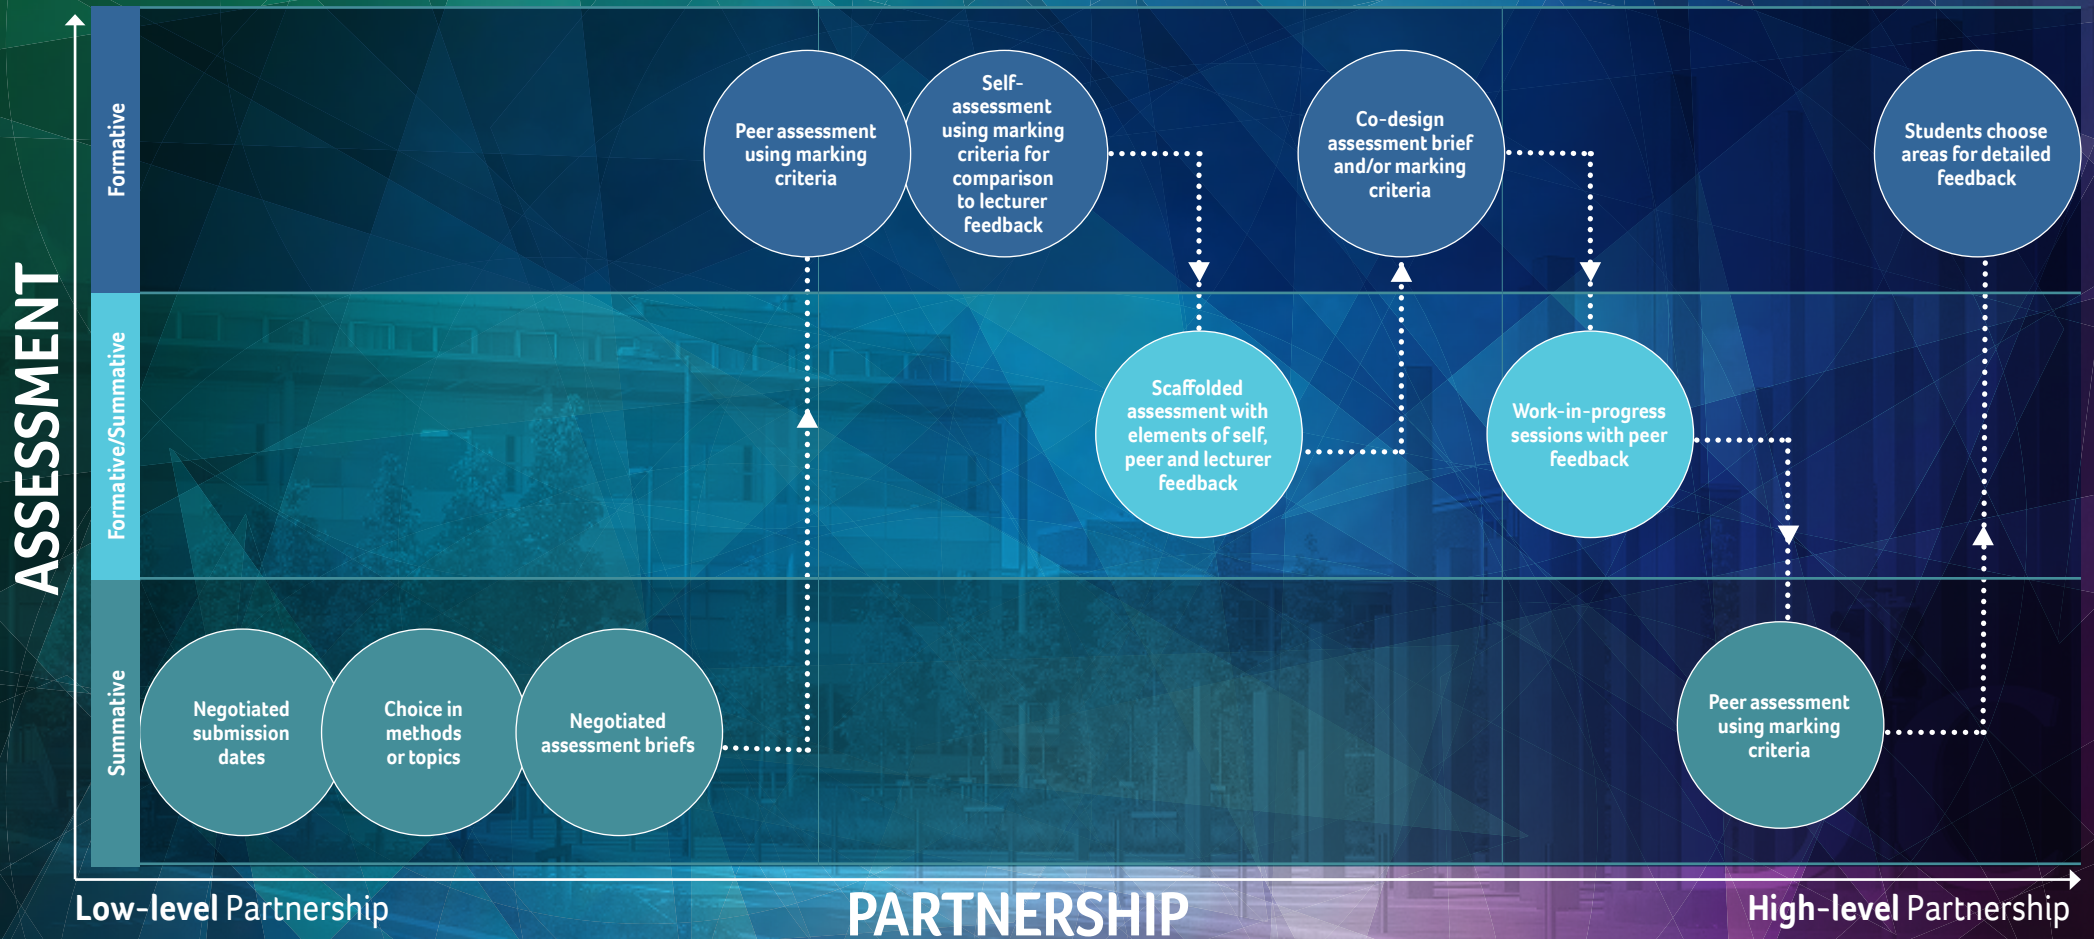 ASSESSMENT
Formative
Peer assessment
using marking
criteria
Self-
assessment
using marking
criteria for
comparison
to lecturer
feedback
Co-design
assessment brief
and/or marking
criteria
Students choose
areas for detailed
feedback
Formative/Summative
Scaffolded
assessment with
elements of self,
peer and lecturer
feedback
Work-in-progress
sessions with peer
feedback
Summative
Negotiated
submission
dates
Choice in
methods
or topics
Negotiated
assessment briefs
Peer assessment
using marking
criteria
Low-level Partnership
PARTNERSHIP
High-level Partnership